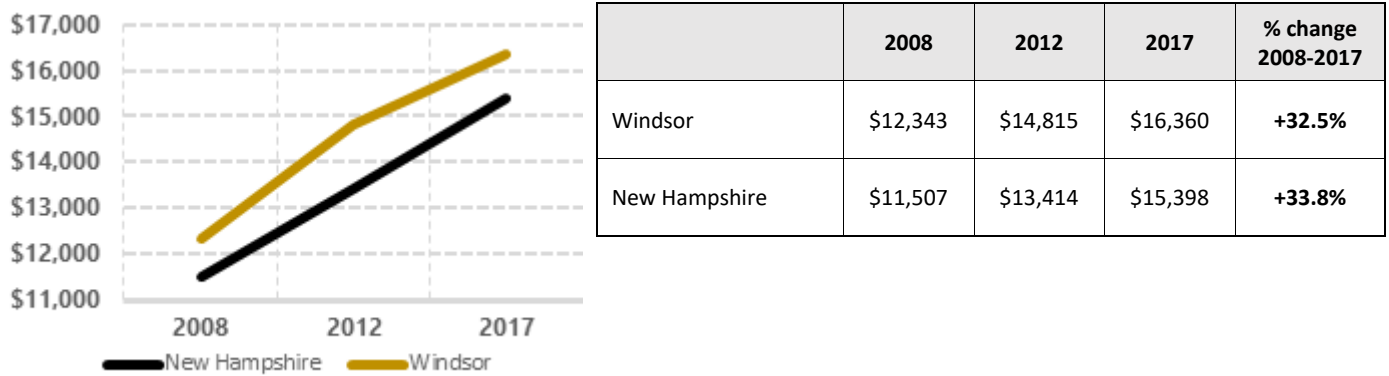 $17,000
$16,000
$15,000
$14,000
$13,000
$12,000
$11,000
2008 2012 2017
New Hampshire Windsor
2008 2012 2017 % change
2008-2017
Windsor $12,343 $14,815 $16,360 +32.5%
New Hampshire $11,507 $13,414 $15,398 +33.8%